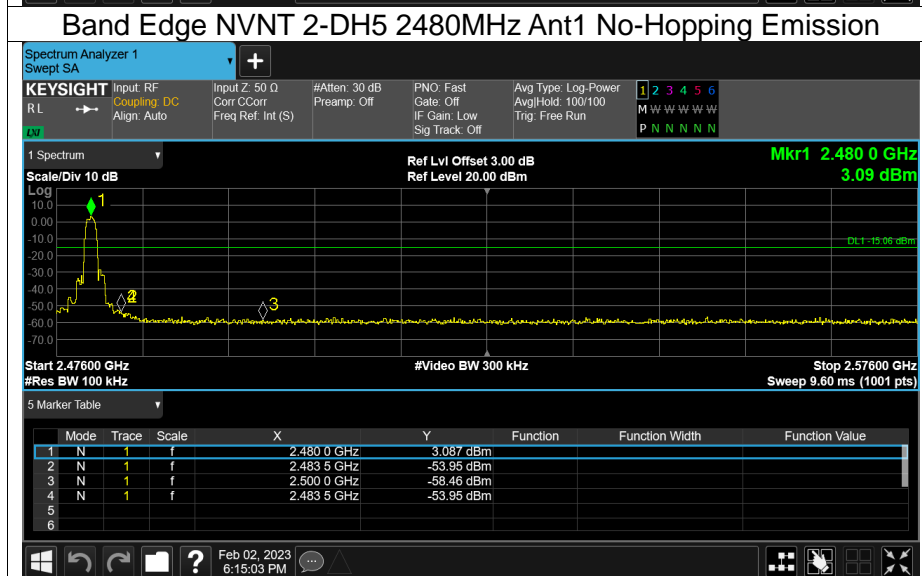 Band Edge NVNT 2-DH5 2480MHz Ant1 No-Hopping Emission
Spectrum Analyzer 1
Swept SA
+
KEYSIGHT
RL
LXI
Input: RF
Coupling: DC
Align: Auto
Input Z: 50 Ω
Corr CCorr
Freq Ref: Int (S)
#Atten: 30 dB
Preamp: Off
PNO: Fast
Gate: Off
IF Gain: Low
Sig Track: Off
Avg Type: Log-Power
Avg|Hold: 100/100
Trig: Free Run
1 2 3 4 5 6
M W W W W W
P N N N N N
1 Spectrum
Scale/Div 10 dB
Ref Lvl Offset 3.00 dB
Ref Level 20.00 dBm
Mkr1 2.480 0 GHz
3.09 dBm
Log
10.0
0.00
-10.0
-20.0
-30.0
-40.0
-50.0
-60.0
-70.0
1
3
DL1 -15.06 dBm
Start 2.47600 GHz
#Res BW 100 kHz
#Video BW 300 kHz
Stop 2.57600 GHz
Sweep 9.60 ms (1001 pts)
5 Marker Table
Mode Trace Scale X Y Function Function Width Function Value
1 N 1 f 2.480 0 GHz 3.087 dBm
2 N 1 f 2.483 5 GHz -53.95 dBm
3 N 1 f 2.500 0 GHz -58.46 dBm
4 N 1 f 2.483 5 GHz -53.95 dBm
5
6
?
Feb 02, 2023
6:15:03 PM